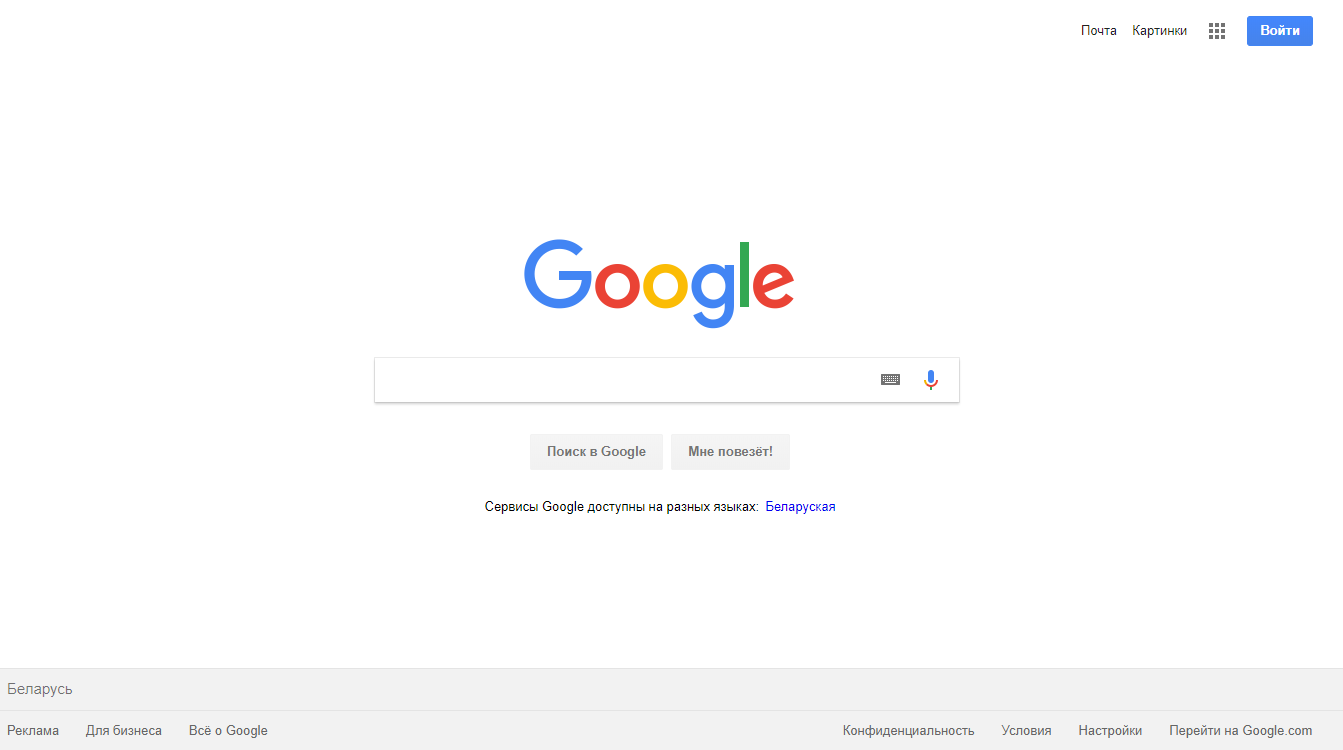 Почта Картинки Войти
Google
Поиск в Google Мне повезёт!
Сервисы Google доступны на разных языках: Беларуская
Беларусь
Реклама Для бизнеса Всё о Google Конфиденциальность Условия Настройки Перейти на Google.com